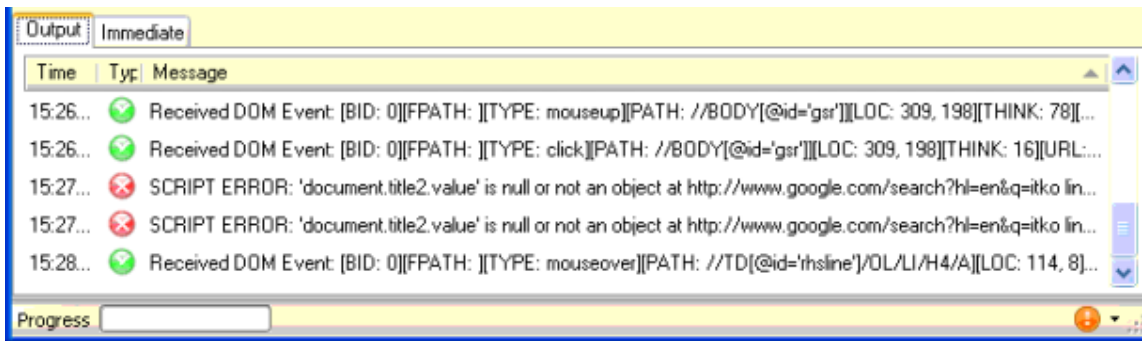 Output Immediate
Time Typ Message
15:26... Received DOM Event: [BID: 0][FPATH: ][TYPE: mouseup][PATH: //BODY[@id='gsr']][LOC: 309, 198][THINK: 78][...
15:26... Received DOM Event: [BID: 0][FPATH: ][TYPE: click][PATH: //BODY[@id='gsr']][LOC: 309, 198][THINK: 16][URL:...
15:27... SCRIPT ERROR: 'document.title2.value' is null or not an object at http://www.google.com/search?hl=en&q=itko lin...
15:27... SCRIPT ERROR: 'document.title2.value' is null or not an object at http://www.google.com/search?hl=en&q=itko lin...
15:28... Received DOM Event: [BID: 0][FPATH: ][TYPE: mouseover][PATH: //TD[@id='rhsline']/OL/LI/H4/A][LOC: 114, 8]...
Progress